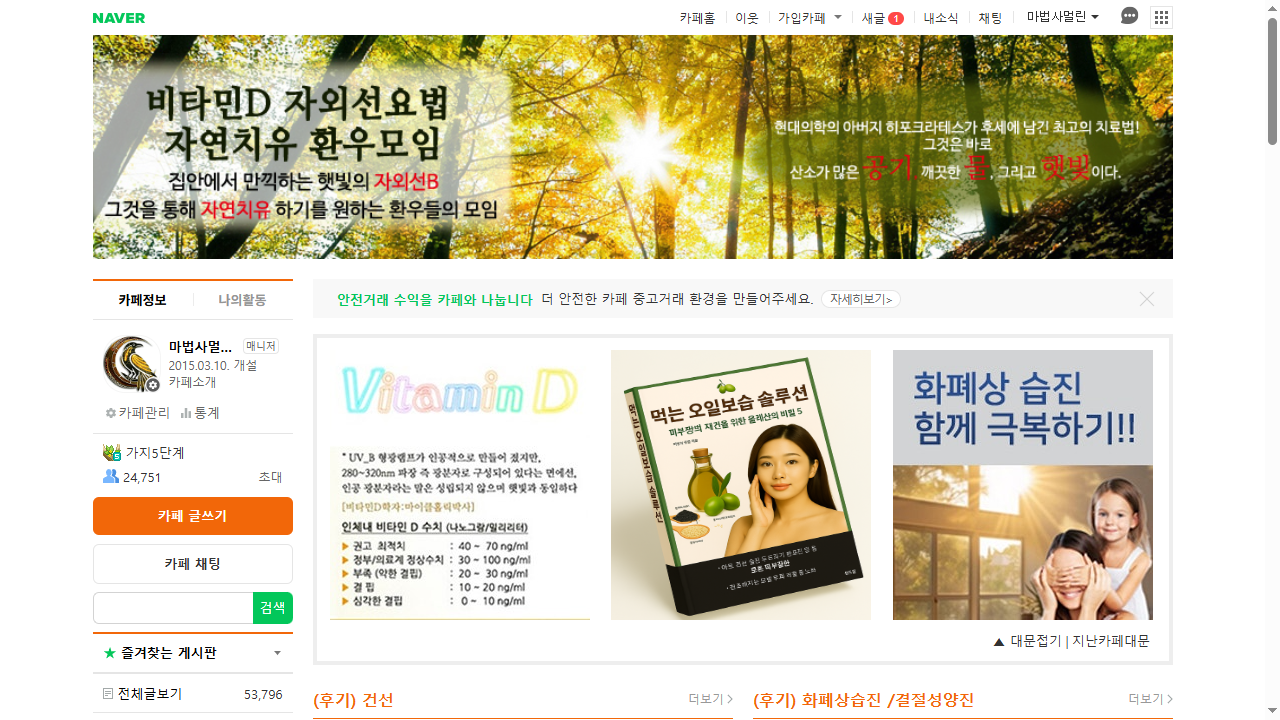 NAVER
카페홈 이웃 가입카페 새글 1 내소식 채팅 마법사멀린
비타민D 자외선요법
자연치유 환우모임
집안에서 만끽하는 햇빛의 자외선B
그것을 통해 자연치유 하기를 원하는 환우들의 모임
현대의학의 아버지 히포크라테스가 후세에 남긴 최고의 치료법!
그것은 바로
산소가 많은 공기, 깨끗한 물, 그리고 햇빛이다.
카페정보 나의활동
마법사멀... 매니저
2015.03.10. 개설
카페소개
카페관리 통계
가지5단계
24,751 초대
카페 글쓰기
카페 채팅
검색
★ 즐겨찾는 게시판
전체글보기 53,796
안전거래 수익을 카페와 나눕니다 더 안전한 카페 중고거래 환경을 만들어주세요. 자세히보기>
Vitamin D
* UV_B 형광램프가 인공적으로 만들어 졌지만,
280~320nm 파장 즉 광분자로 구성되어 있다는 면에선,
인공 광분자라는 말은 성립되지 않으며 햇빛과 동일하다
[비타민D학자:마이클홀릭박사]
인체내 비타민 D 수치 (나노그람/밀리리터)
▶ 권고 최적치 : 40 ~ 70 ng/ml
▶ 정부/의료계 정상수치 : 30 ~ 100 ng/ml
▶ 부족 (약한 결핍) : 20 ~ 30 ng/ml
▶ 결 핍 : 10 ~ 20 ng/ml
▶ 심각한 결핍 : 0 ~ 10 ng/ml
먹는 오일보습 솔루션
피부장벽 재건을 위한 올레산의 비밀 5
먹는 오일보습 솔루션
화폐상 습진
함께 극복하기!!
▲ 대문접기 | 지난카페대문
(후기) 건선 더보기 >
(후기) 화폐상습진 /결절성양진 더보기 >